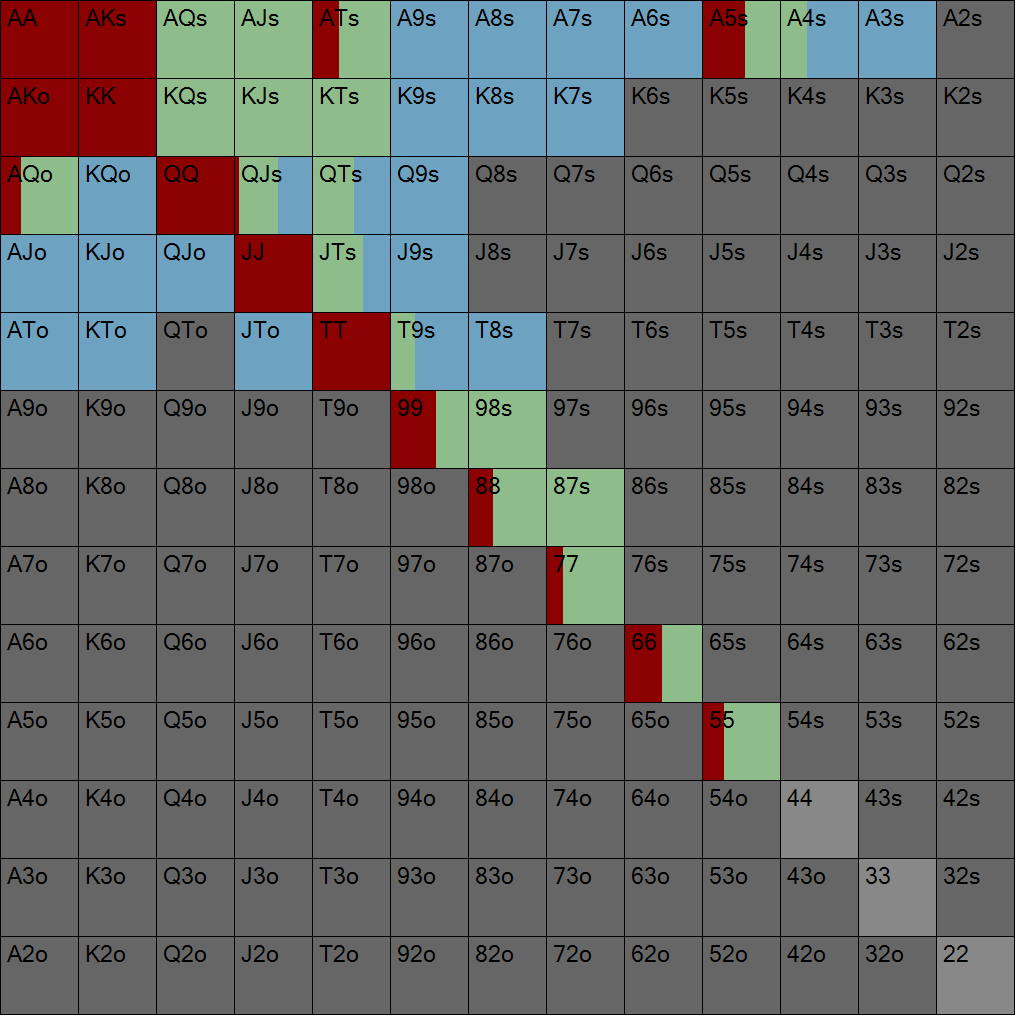 AA AKs AQs AJs ATs A9s A8s A7s A6s A5s A4s A3s A2s
AKo KK KQs KJs KTs K9s K8s K7s K6s K5s K4s K3s K2s
AQo KQo QQ QJs QTs Q9s Q8s Q7s Q6s Q5s Q4s Q3s Q2s
AJo KJo QJo JJ JTs J9s J8s J7s J6s J5s J4s J3s J2s
ATo KTo QTo JTo TT T9s T8s T7s T6s T5s T4s T3s T2s
A9o K9o Q9o J9o T9o 99 98s 97s 96s 95s 94s 93s 92s
A8o K8o Q8o J8o T8o 98o 88 87s 86s 85s 84s 83s 82s
A7o K7o Q7o J7o T7o 97o 87o 77 76s 75s 74s 73s 72s
A6o K6o Q6o J6o T6o 96o 86o 76o 66 65s 64s 63s 62s
A5o K5o Q5o J5o T5o 95o 85o 75o 65o 55 54s 53s 52s
A4o K4o Q4o J4o T4o 94o 84o 74o 64o 54o 44 43s 42s
A3o K3o Q3o J3o T3o 93o 83o 73o 63o 53o 43o 33 32s
A2o K2o Q2o J2o T2o 92o 82o 72o 62o 52o 42o 32o 22